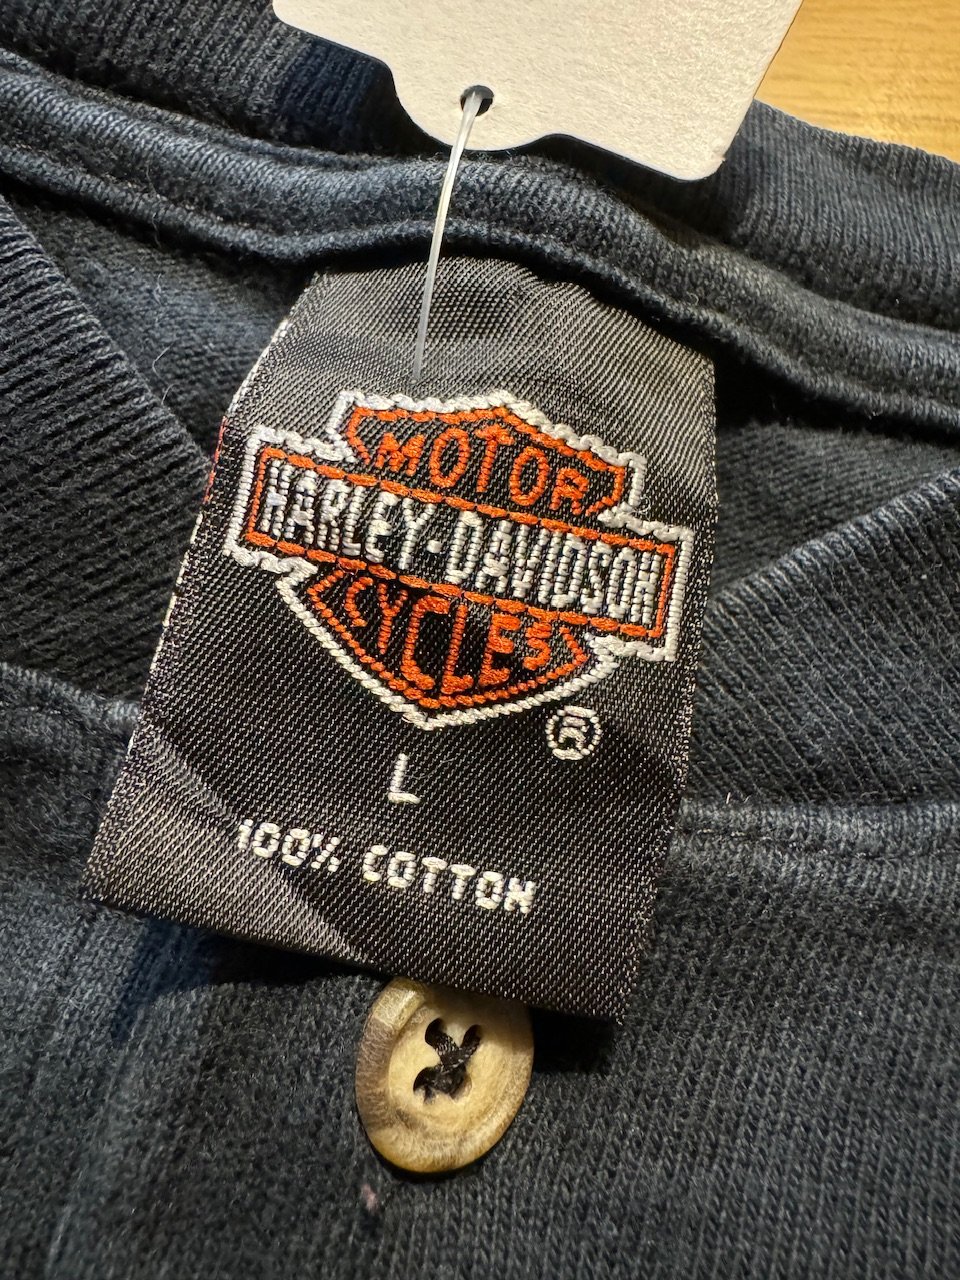 MOTOR
HARLEY-DAVIDSON
CYCLES
®
L
100% COTTON